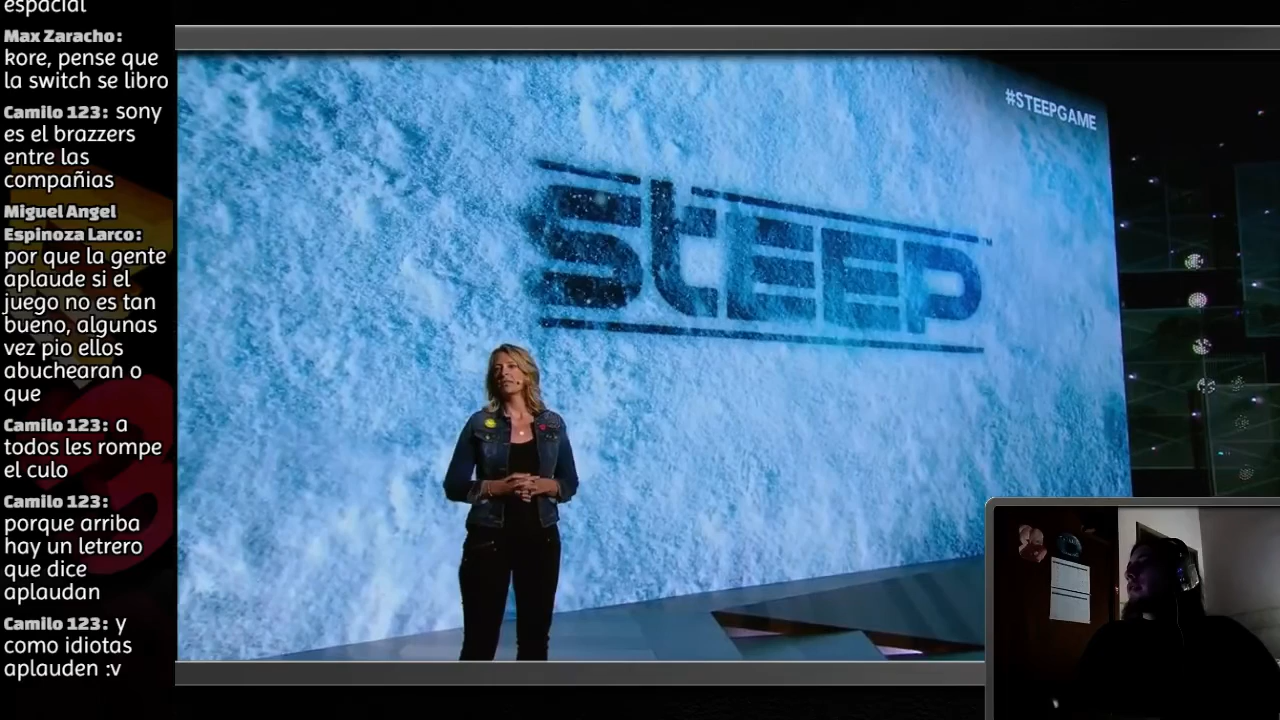 espacial
Max Zaracho:
kore, pense que
la switch se libro
Camilo 123: sony
es el brazzers
entre las
compañias
Miguel Angel
Espinoza Larco:
por que la gente
aplaude si el
juego no es tan
bueno, algunas
vez pio ellos
abuchearan o
que
Camilo 123: a
todos les rompe
el culo
Camilo 123:
porque arriba
hay un letrero
que dice
aplaudan
Camilo 123: y
como idiotas
aplauden :v
#STEEPGAME
STEEP™